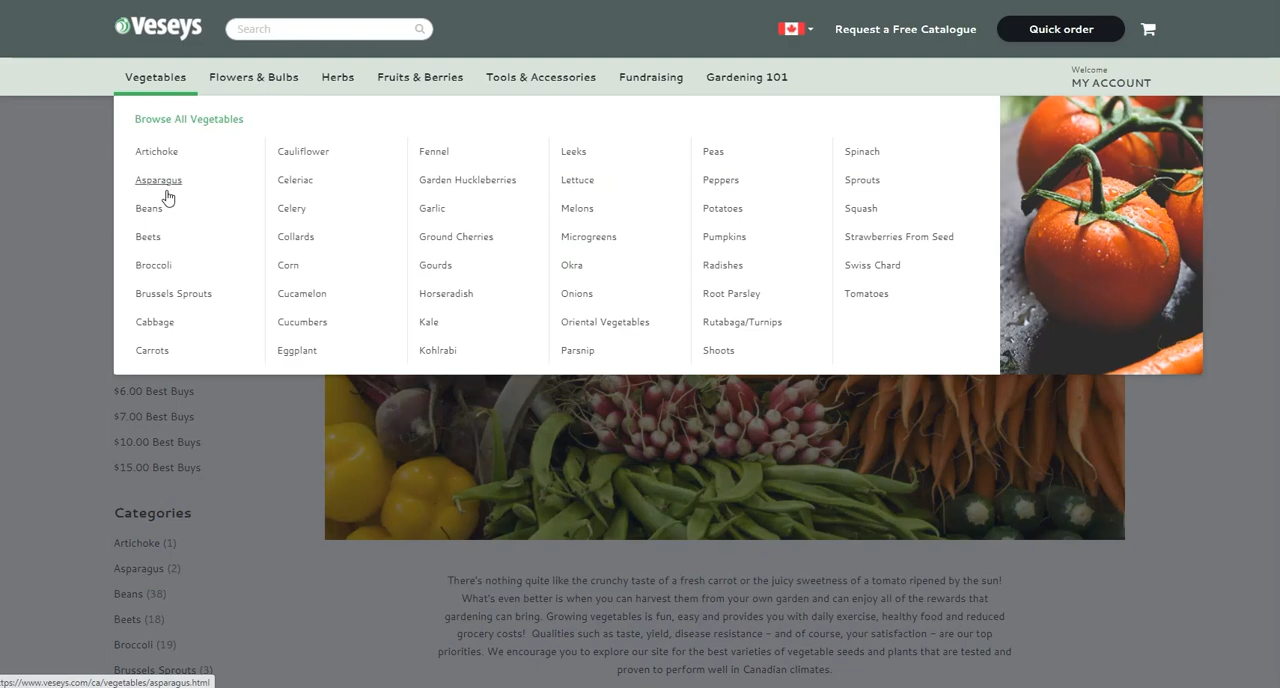 Veseys
Search
Request a Free Catalogue
Quick order
Vegetables
Flowers & Bulbs
Herbs
Fruits & Berries
Tools & Accessories
Fundraising
Gardening 101
Welcome
MY ACCOUNT
Browse All Vegetables
Artichoke
Asparagus
Beans
Beets
Broccoli
Brussels Sprouts
Cabbage
Carrots
Cauliflower
Celeriac
Celery
Collards
Corn
Cucamelon
Cucumbers
Eggplant
Fennel
Garden Huckleberries
Garlic
Ground Cherries
Gourds
Horseradish
Kale
Kohlrabi
Leeks
Lettuce
Melons
Microgreens
Okra
Onions
Oriental Vegetables
Parsnip
Peas
Peppers
Potatoes
Pumpkins
Radishes
Root Parsley
Rutabaga/Turnips
Shoots
Spinach
Sprouts
Squash
Strawberries From Seed
Swiss Chard
Tomatoes
$6.00 Best Buys
$7.00 Best Buys
$10.00 Best Buys
$15.00 Best Buys
Categories
Artichoke (1)
Asparagus (2)
Beans (38)
Beets (18)
Broccoli (19)
Brussels Sprouts (3)
There's nothing quite like the crunchy taste of a fresh carrot or the juicy sweetness of a tomato ripened by the sun!
What's even better is when you can harvest them from your own garden and can enjoy all of the rewards that
gardening can bring. Growing vegetables is fun, easy and provides you with daily exercise, healthy food and reduced
grocery costs! Qualities such as taste, yield, disease resistance - and of course, your satisfaction - are our top
priorities. We encourage you to explore our site for the best varieties of vegetable seeds and plants that are tested and
proven to perform well in Canadian climates.
ttps://www.veseys.com/ca/vegetables/asparagus.html